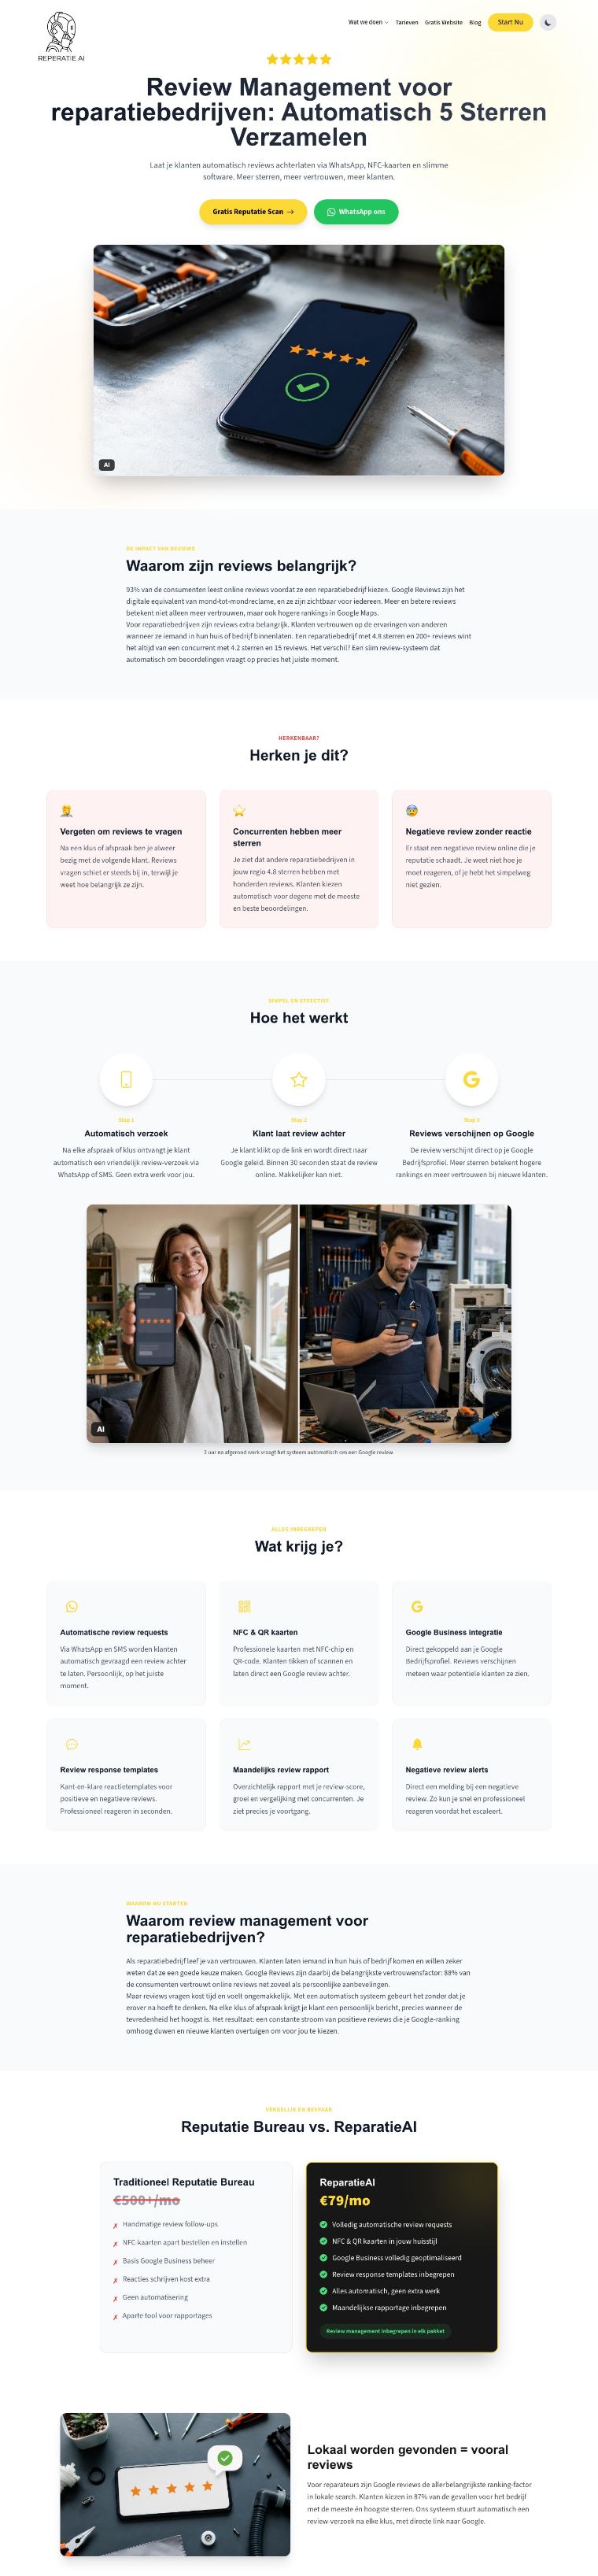 REPERATIE AI
Wat we doen
Tarieven
Gratis Website
Blog
Start Nu
Review Management voor
reparatiebedrijven: Automatisch 5 Sterren
Verzamelen
Laat je klanten automatisch reviews achterlaten via WhatsApp, NFC-kaarten en slimme
software. Meer sterren, meer vertrouwen, meer klanten.
Gratis Reputatie Scan →
WhatsApp ons
AI
DE IMPACT VAN REVIEWS
Waarom zijn reviews belangrijk?
93% van de consumenten leest online reviews voordat ze een reparatiebedrijf kiezen. Google Reviews zijn het
digitale equivalent van mond-tot-mondreclame, en ze zijn zichtbaar voor iedereen. Meer en betere reviews
betekent niet alleen meer vertrouwen, maar ook hogere rankings in Google Maps.
Voor reparatiebedrijven zijn reviews extra belangrijk. Klanten vertrouwen op de ervaringen van anderen
wanneer ze iemand in hun huis of bedrijf binnenlaten. Een reparatiebedrijf met 4.8 sterren en 200+ reviews wint
het altijd van een concurrent met 4.2 sterren en 15 reviews. Het verschil? Een slim review-systeem dat
automatisch om beoordelingen vraagt op precies het juiste moment.
HERKENBAAR?
Herken je dit?
Vergeten om reviews te vragen
Na een klus of afspraak ben je alweer
bezig met de volgende klant. Reviews
vragen schiet er steeds bij in, terwijl je
weet hoe belangrijk ze zijn.
Concurrenten hebben meer
sterren
Je ziet dat andere reparatiebedrijven in
jouw regio 4.8 sterren hebben met
honderden reviews. Klanten kiezen
automatisch voor degene met de meeste
en beste beoordelingen.
Negatieve review zonder reactie
Er staat een negatieve review online die je
reputatie schaadt. Je weet niet hoe je
moet reageren, of je hebt het simpelweg
niet gezien.
SIMPEL EN EFFECTIEF
Hoe het werkt
Stap 1
Automatisch verzoek
Na elke afspraak of klus ontvangt je klant
automatisch een vriendelijk review-verzoek via
WhatsApp of SMS. Geen extra werk voor jou.
Stap 2
Klant laat review achter
Je klant klikt op de link en wordt direct naar
Google geleid. Binnen 30 seconden staat de review
online. Makkelijker kan niet.
Stap 3
Reviews verschijnen op Google
De review verschijnt direct op je Google
Bedrijfsprofiel. Meer sterren betekent hogere
rankings en meer vertrouwen bij nieuwe klanten.
AI
2 uur na afgerond werk vraagt het systeem automatisch om een Google review.
ALLES INBEGREPEN
Wat krijg je?
Automatische review requests
Via WhatsApp en SMS worden klanten
automatisch gevraagd een review achter
te laten. Persoonlijk, op het juiste
moment.
NFC & QR kaarten
Professionele kaarten met NFC-chip en
QR-code. Klanten tikken of scannen en
laten direct een Google review achter.
Google Business integratie
Direct gekoppeld aan je Google
Bedrijfsprofiel. Reviews verschijnen
meteen waar potentiële klanten ze zien.
Review response templates
Kant-en-klare reactietemplates voor
positieve en negatieve reviews.
Professioneel reageren in seconden.
Maandelijks review rapport
Overzichtelijk rapport met je review-score,
groei en vergelijking met concurrenten. Je
ziet precies je voortgang.
Negatieve review alerts
Direct een melding bij een negatieve
review. Zo kun je snel en professioneel
reageren voordat het escaleert.
WAAROM NU STARTEN
Waarom review management voor
reparatiebedrijven?
Als reparatiebedrijf leef je van vertrouwen. Klanten laten iemand in hun huis of bedrijf komen en willen zeker
weten dat ze een goede keuze maken. Google Reviews zijn daarbij de belangrijkste vertrouwensfactor: 88% van
de consumenten vertrouwt online reviews net zoveel als persoonlijke aanbevelingen.
Maar reviews vragen kost tijd en voelt ongemakkelijk. Met een automatisch systeem gebeurt het zonder dat je
erover na hoeft te denken. Na elke klus of afspraak krijgt je klant een persoonlijk bericht, precies wanneer de
tevredenheid het hoogst is. Het resultaat: een constante stroom van positieve reviews die je Google-ranking
omhoog duwen en nieuwe klanten overtuigen om voor jou te kiezen.
VERGELIJK EN BESPAAR
Reputatie Bureau vs. ReparatieAI
Traditioneel Reputatie Bureau
€500+/mo
Handmatige review follow-ups
NFC kaarten apart bestellen en instellen
Basis Google Business beheer
Reacties schrijven kost extra
Geen automatisering
Aparte tool voor rapportages
ReparatieAI
€79/mo
Volledig automatische review requests
NFC & QR kaarten in jouw huisstijl
Google Business volledig geoptimaliseerd
Review response templates inbegrepen
Alles automatisch, geen extra werk
Maandelijkse rapportage inbegrepen
Review management inbegrepen in elk pakket
Lokaal worden gevonden = vooral
reviews
Voor reparateurs zijn Google reviews de allerbelangrijkste ranking-factor
in lokale search. Klanten kiezen in 87% van de gevallen voor het bedrijf
met de meeste én hoogste sterren. Ons systeem stuurt automatisch een
review-verzoek na elke klus, met directe link naar Google.